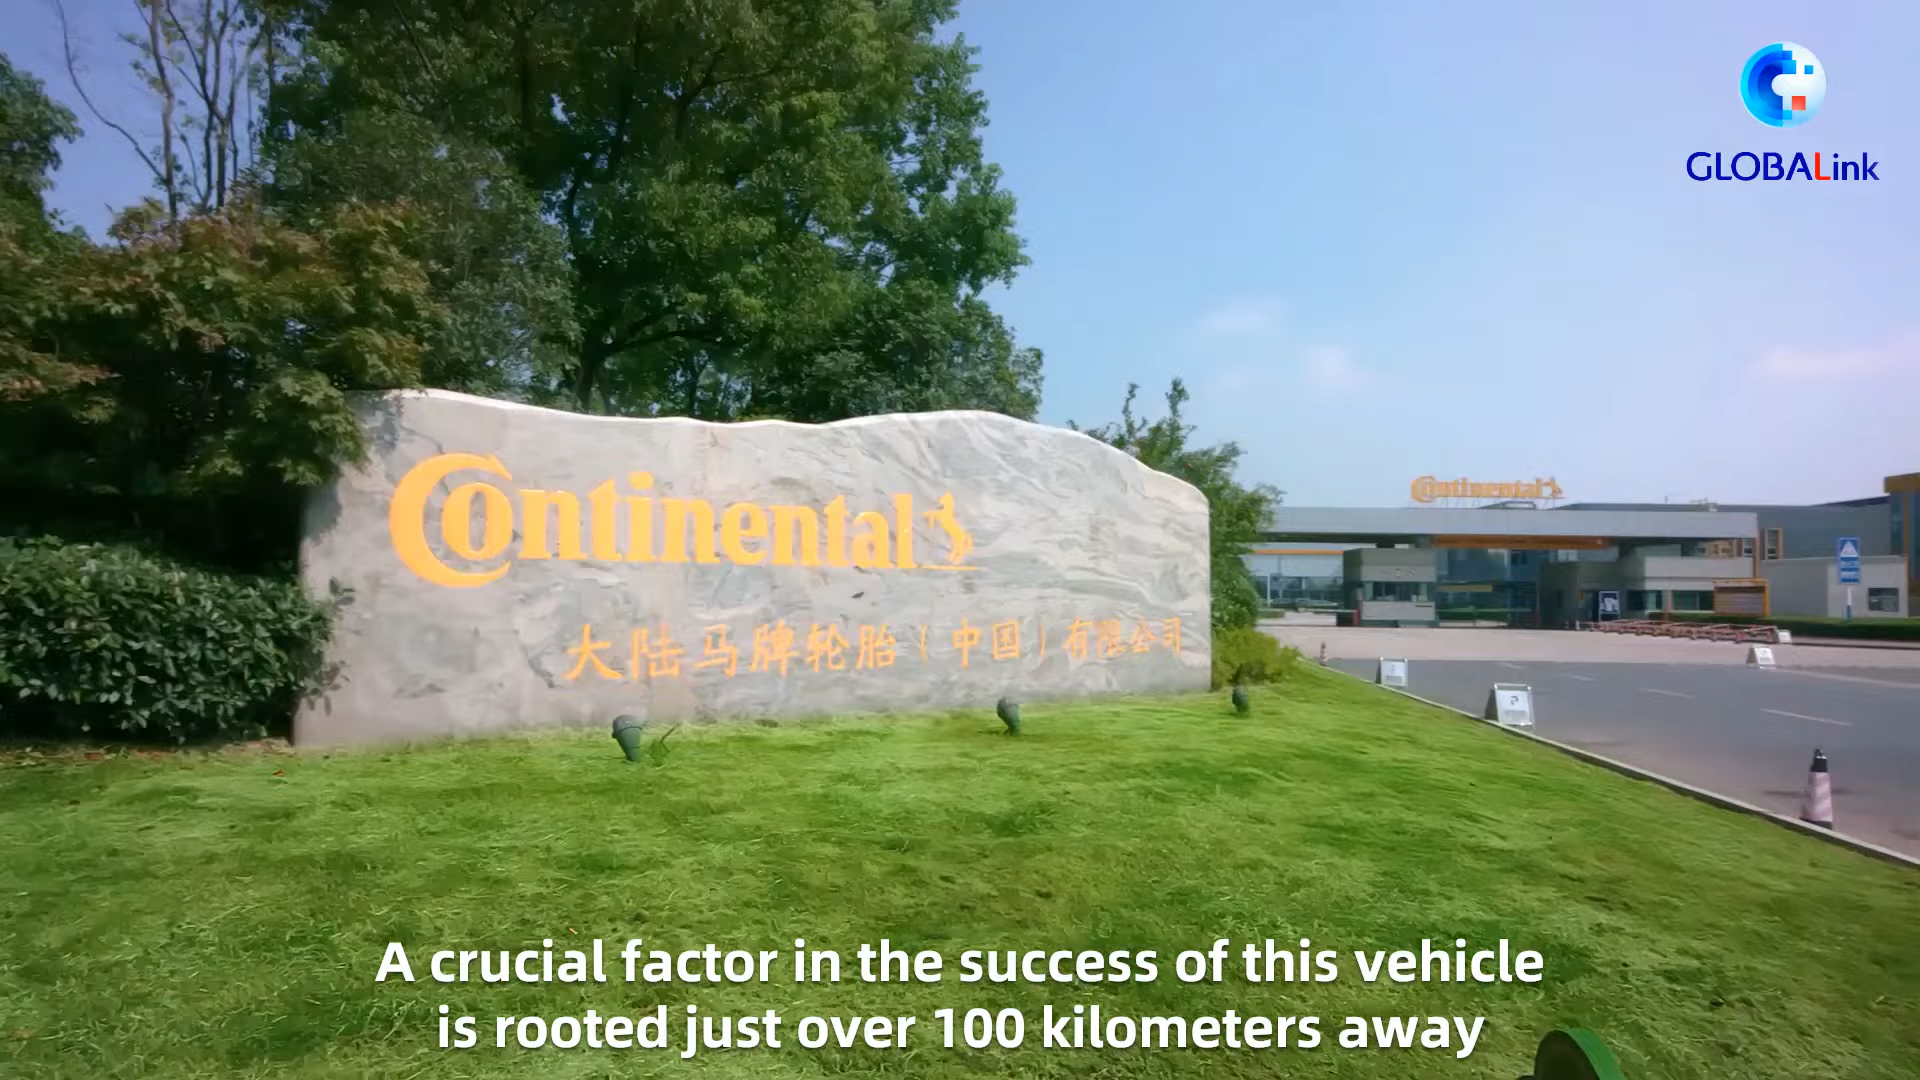 GLOBALink
Continental
Continental
大陆马牌轮胎（中国）有限公司
P
A crucial factor in the success of this vehicle
is rooted just over 100 kilometers away